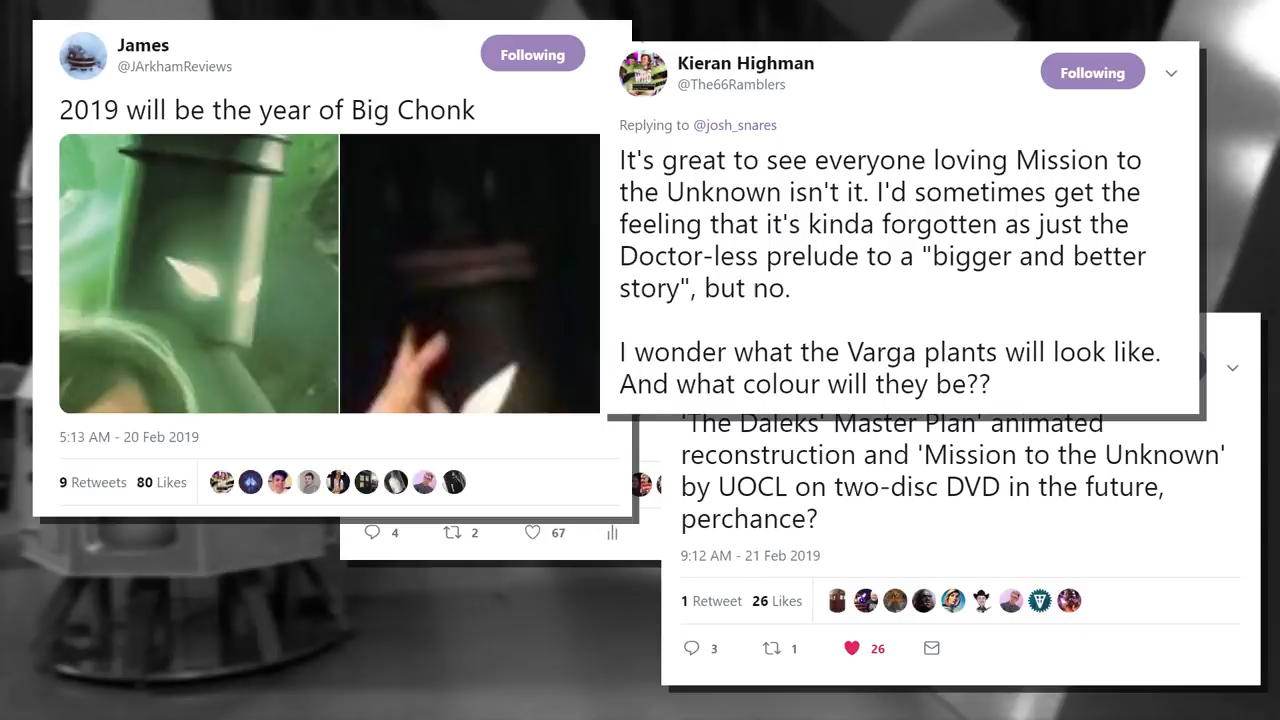 James
@JArkhamReviews
Following
2019 will be the year of Big Chonk
5:13 AM - 20 Feb 2019
9 Retweets 80 Likes
4 2 67
Kieran Highman
@The66Ramblers
Following
Replying to @josh_snares
It's great to see everyone loving Mission to
the Unknown isn't it. I'd sometimes get the
feeling that it's kinda forgotten as just the
Doctor-less prelude to a "bigger and better
story", but no.
I wonder what the Varga plants will look like.
And what colour will they be??
'The Daleks' Master Plan' animated
reconstruction and 'Mission to the Unknown'
by UOCL on two-disc DVD in the future,
perchance?
9:12 AM - 21 Feb 2019
1 Retweet 26 Likes
3 1 26